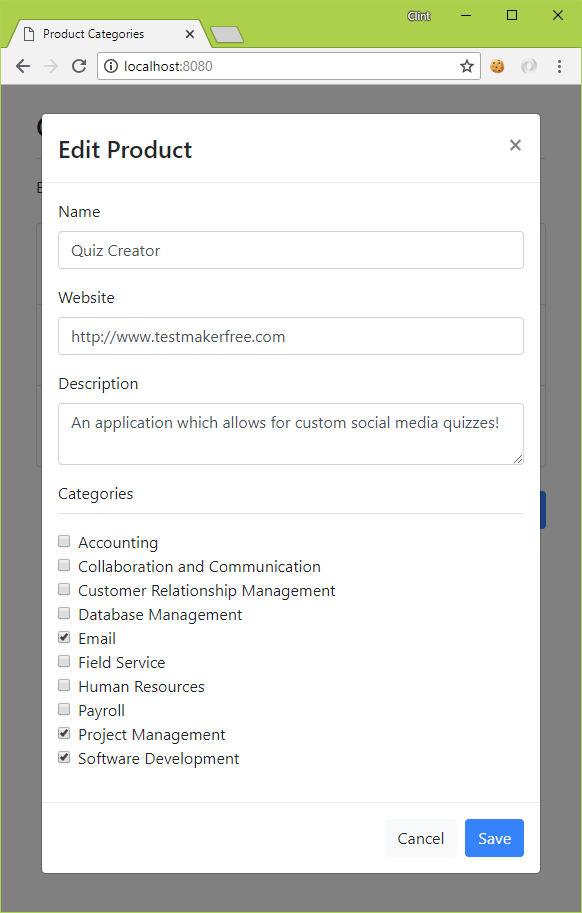 Clint
Product Categories
localhost:8080
Edit Product
Name
Quiz Creator
Website
http://www.testmakerfree.com
Description
An application which allows for custom social media quizzes!
Categories
Accounting
Collaboration and Communication
Customer Relationship Management
Database Management
Email
Field Service
Human Resources
Payroll
Project Management
Software Development
Cancel
Save